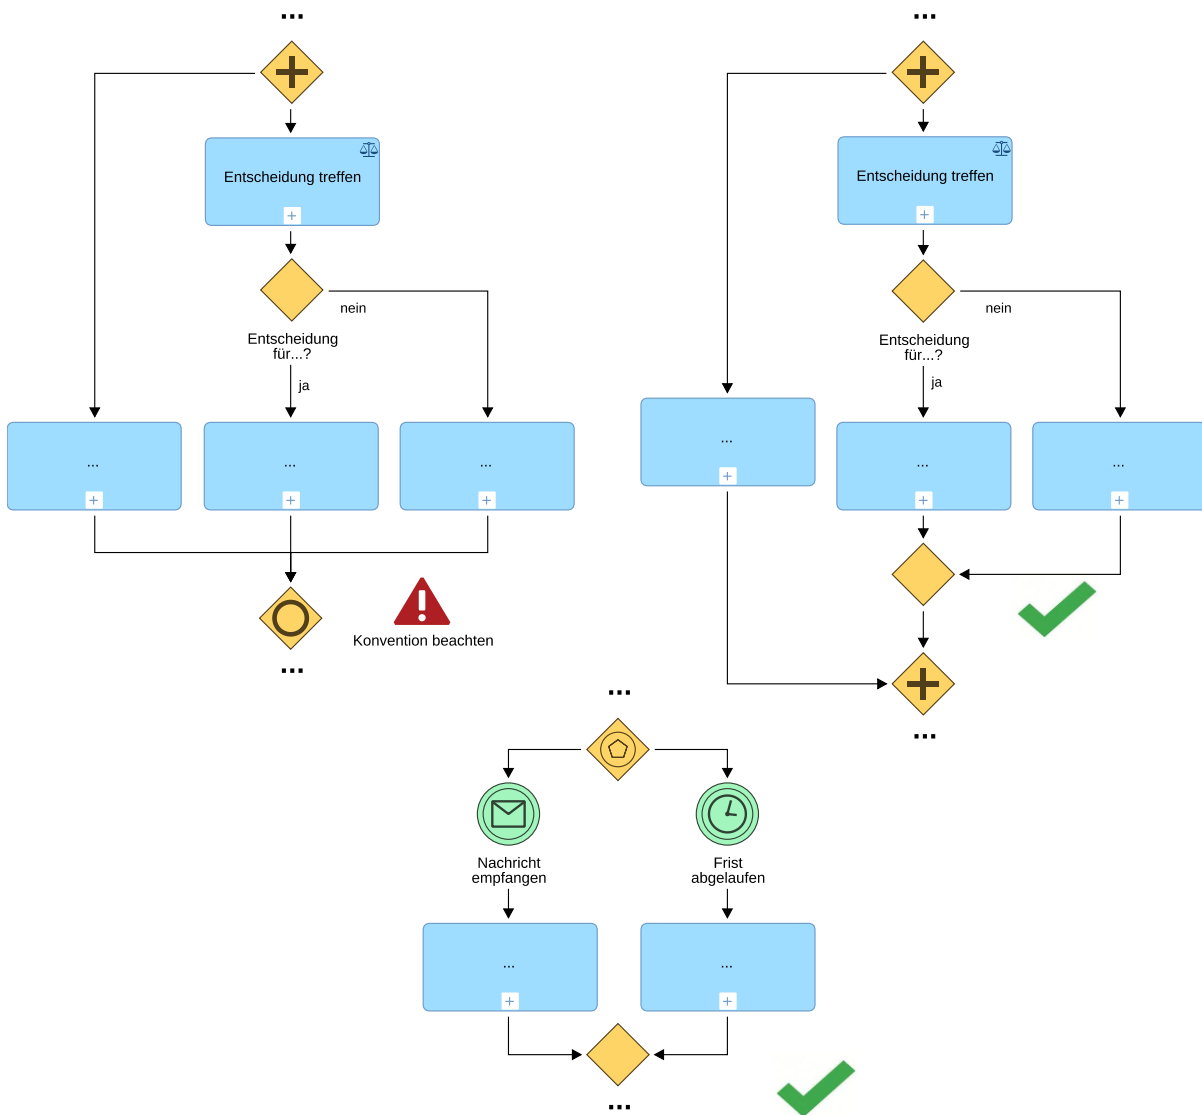 ...
Entscheidung treffen
nein
Entscheidung
für...?
ja
...
...
...
Konvention beachten
...
...
Entscheidung treffen
nein
Entscheidung
für...?
ja
...
...
...
...
...
Nachricht
empfangen
Frist
abgelaufen
...
...
...